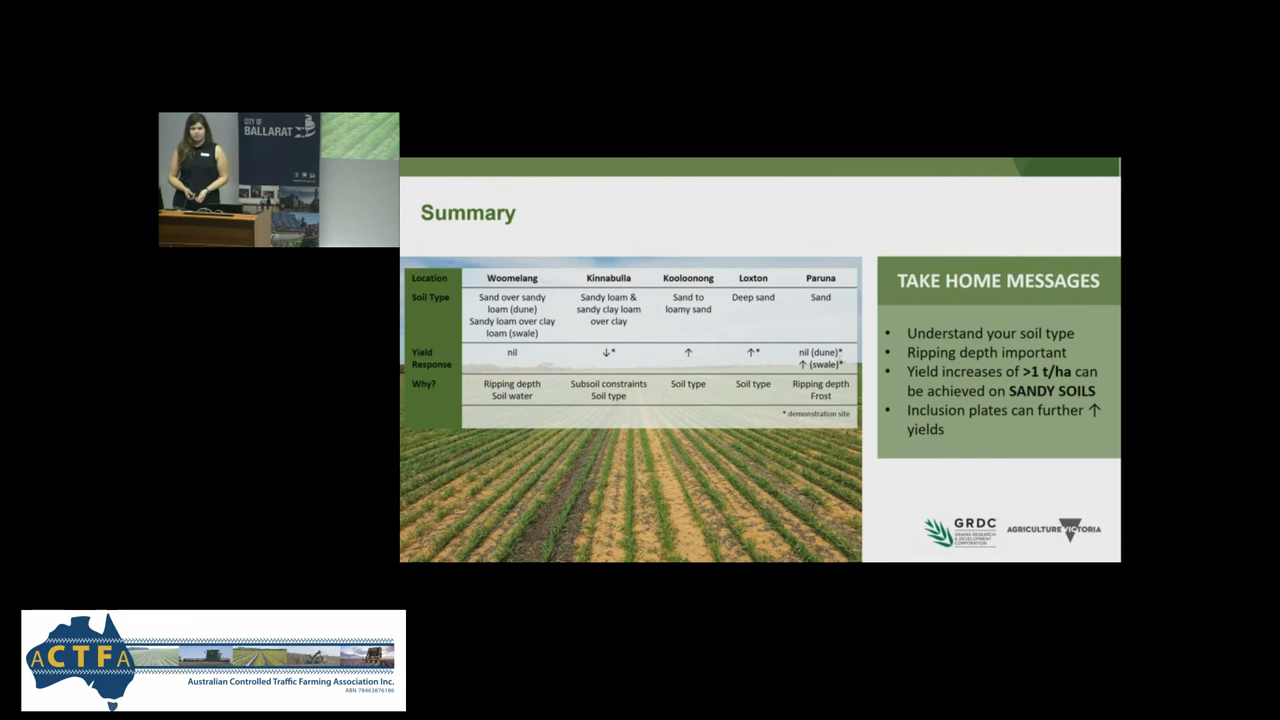 CITY OF
BALLARAT
Summary
Location Woomelang Kinnabulla Kooloonong Loxton Paruna
Soil Type Sand over sandy loam (dune) Sandy loam over clay loam (swale) Sandy loam & sandy clay loam over clay Sand to loamy sand Deep sand Sand
Yield Response nil ↓* ↑ ↑* nil (dune)* ↑ (swale)*
Why? Ripping depth Soil water Subsoil constraints Soil type Soil type Soil type Ripping depth Frost
* demonstration site
TAKE HOME MESSAGES
• Understand your soil type
• Ripping depth important
• Yield increases of >1 t/ha can
be achieved on SANDY SOILS
• Inclusion plates can further ↑
yields
GRDC
GRAINS RESEARCH
& DEVELOPMENT
CORPORATION
AGRICULTURE VICTORIA
ACTFA
Australian Controlled Traffic Farming Association Inc.
ABN 78463876186